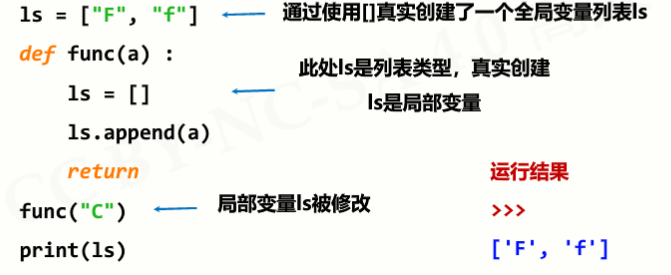 ls = ["F", "f"]
通过使用[]真实创建了一个全局变量列表ls
def func(a) :
此处ls是列表类型，真实创建
ls = []
ls是局部变量
ls.append(a)
return
运行结果
func("C")
局部变量ls被修改
>>>
print(ls)
['F', 'f']